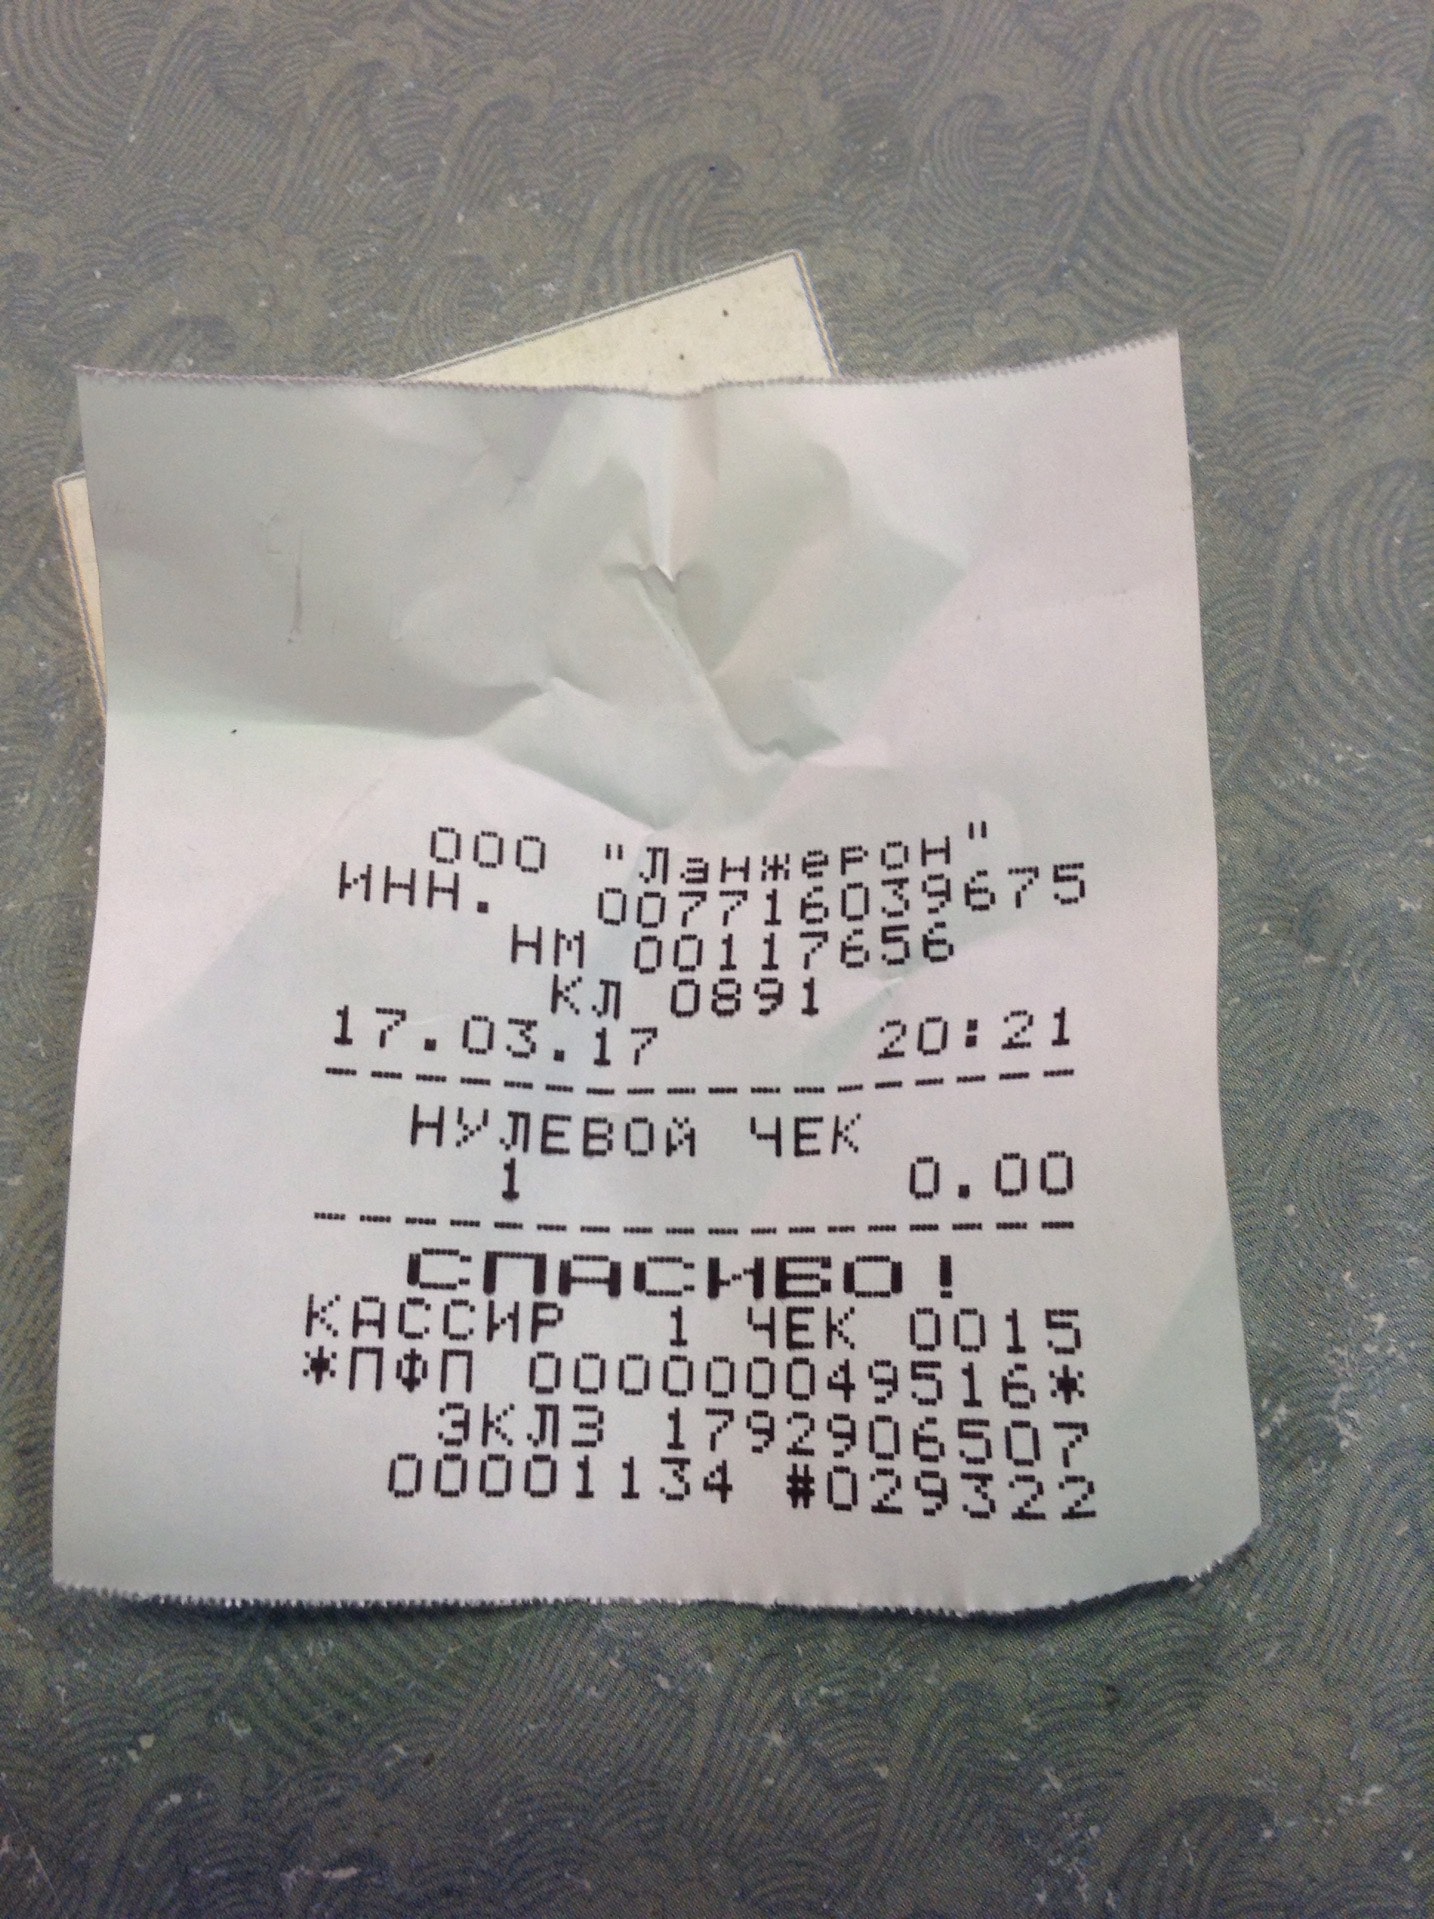 ООО "Ланжерон"
ИНН. 007716039675
НМ 00117656
КЛ 0891
17.03.17 20:21
НУЛЕВОЙ ЧЕК
1 0.00
СПАСИБО!
КАССИР 1 ЧЕК 0015
*ПФП 000000049516*
ЭКЛЗ 1792906507
00001134 #029322